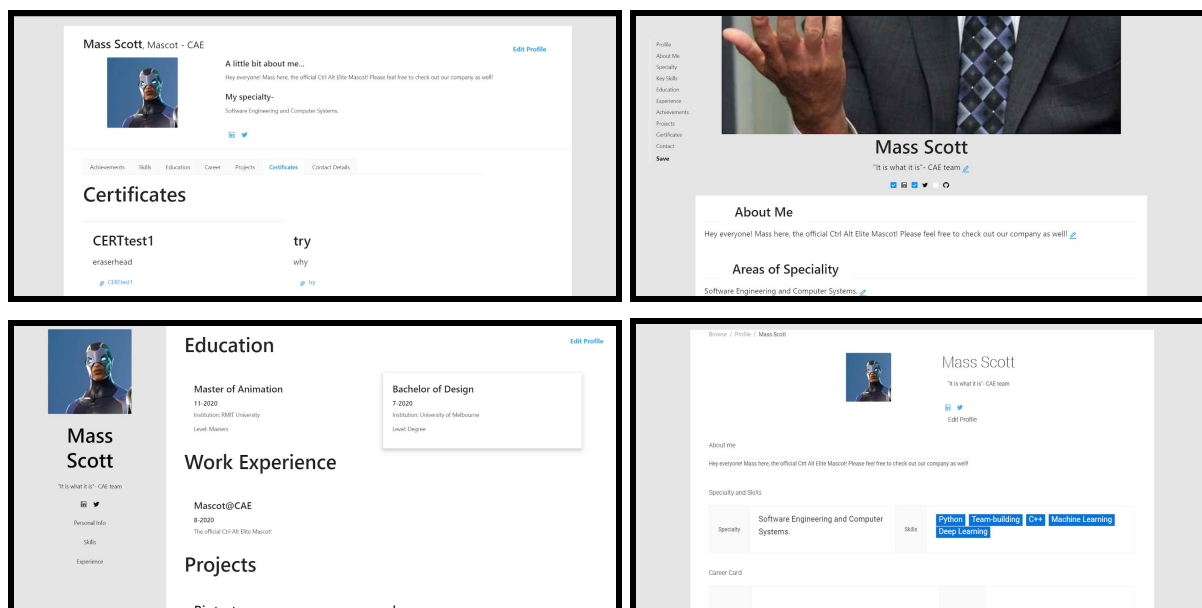 Mass Scott, Mascot - CAE
Edit Profile
A little bit about me...
Hey everyone! Mass here, the official Ctrl Alt Elite Mascot! Please feel free to check out our company as well!
My specialty-
Software Engineering and Computer Systems.
Achievements Skills Education Career Projects Certificates Contact Details
Certificates
CERTtest1 try
eraserhead why
CERTtest1 try
Profile
About Me
Specialty
Key Skills
Education
Experience
Achievements
Projects
Certificates
Contact
Save
Mass Scott
"It is what it is"- CAE team
About Me
Hey everyone! Mass here, the official Ctrl Alt Elite Mascot! Please feel free to check out our company as well!
Areas of Speciality
Software Engineering and Computer Systems.
Mass
Scott
"It is what it is"- CAE team
Personal Info
Skills
Experience
Education
Edit Profile
Master of Animation
11-2020
Institution: RMIT University
Level: Masters
Bachelor of Design
7-2020
Institution: University of Melbourne
Level: Degree
Work Experience
Mascot@CAE
8-2020
The official Ctrl Alt Elite Mascot!
Projects
Browse / Profile / Mass Scott
Mass Scott
"It is what it is"- CAE team
Edit Profile
About me
Hey everyone! Mass here, the official Ctrl Alt Elite Mascot! Please feel free to check out our company as well!
Specialty and Skills
Specialty
Software Engineering and Computer
Systems.
Skills
Python Team-building C++ Machine Learning
Deep Learning
Career Card